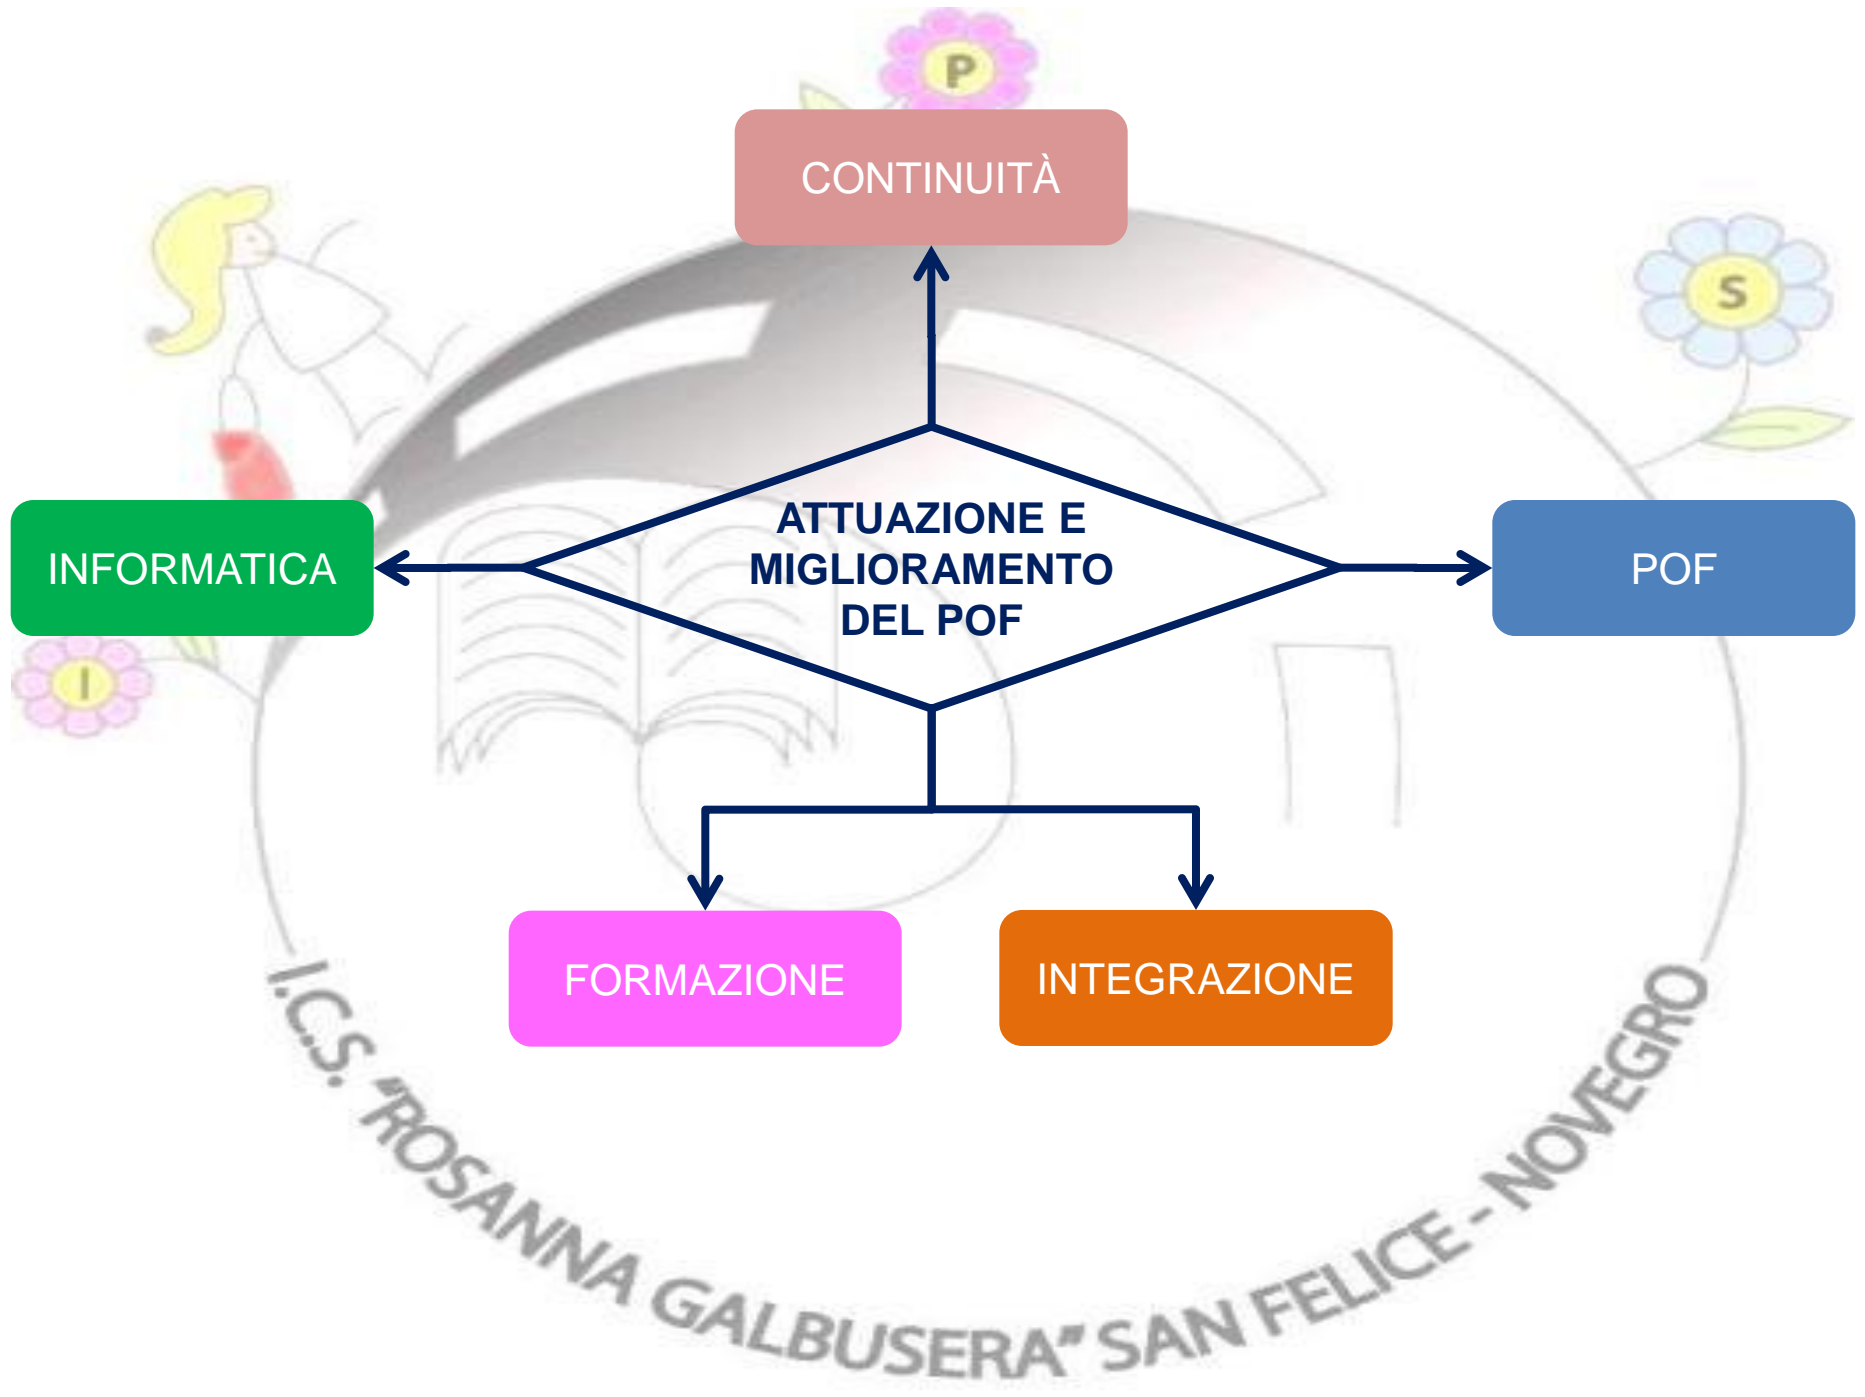 P
CONTINUITÀ
S
ATTUAZIONE E
MIGLIORAMENTO
DEL POF
INFORMATICA
POF
I
FORMAZIONE
INTEGRAZIONE
I.C.S. "ROSANNA GALBUSERA" SAN FELICE - NOVEGRO